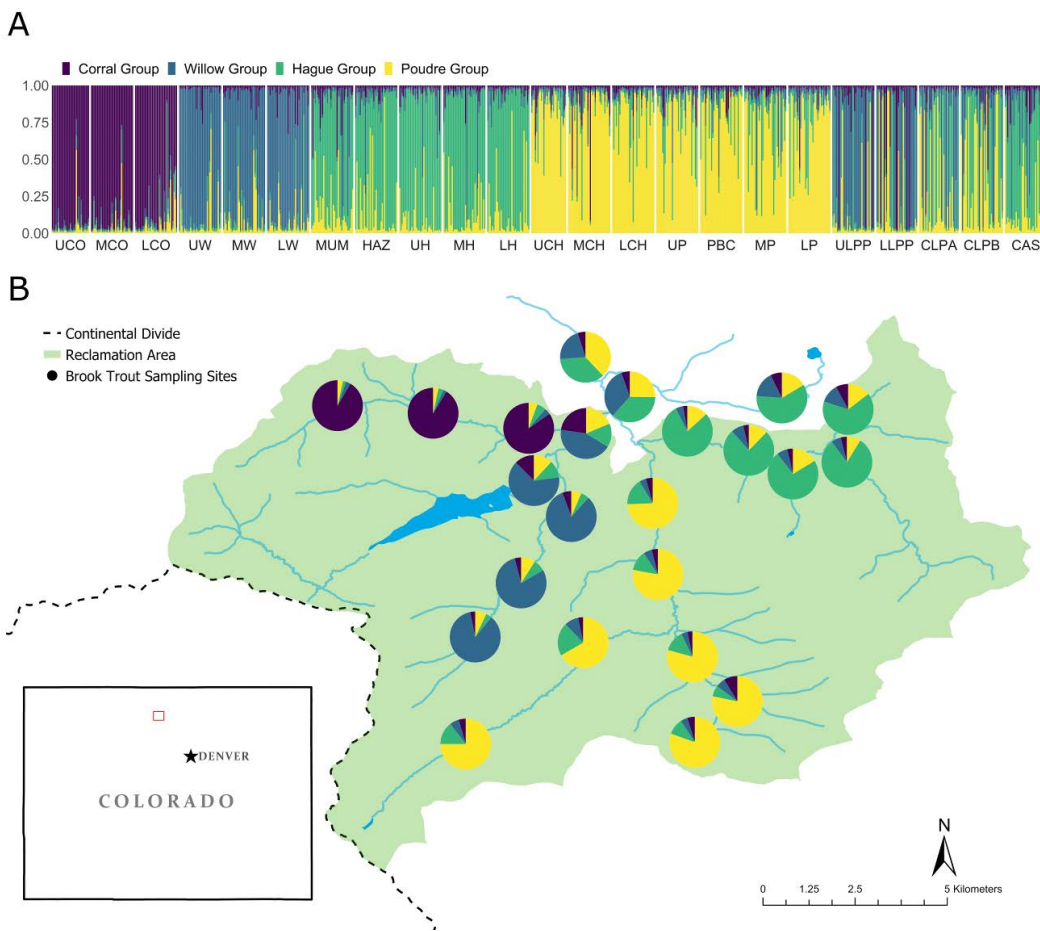 A
Corral Group Willow Group Hague Group Poudre Group
1.00
0.75
0.50
0.25
0.00
UCO MCO LCO UW MW LW MUM HAZ UH MH LH UCH MCH LCH UP PBC MP LP ULPP LLPP CLPA CLPB CAS
B
Continental Divide
Reclamation Area
Brook Trout Sampling Sites
DENVER
COLORADO
N
0 1.25 2.5 5 Kilometers